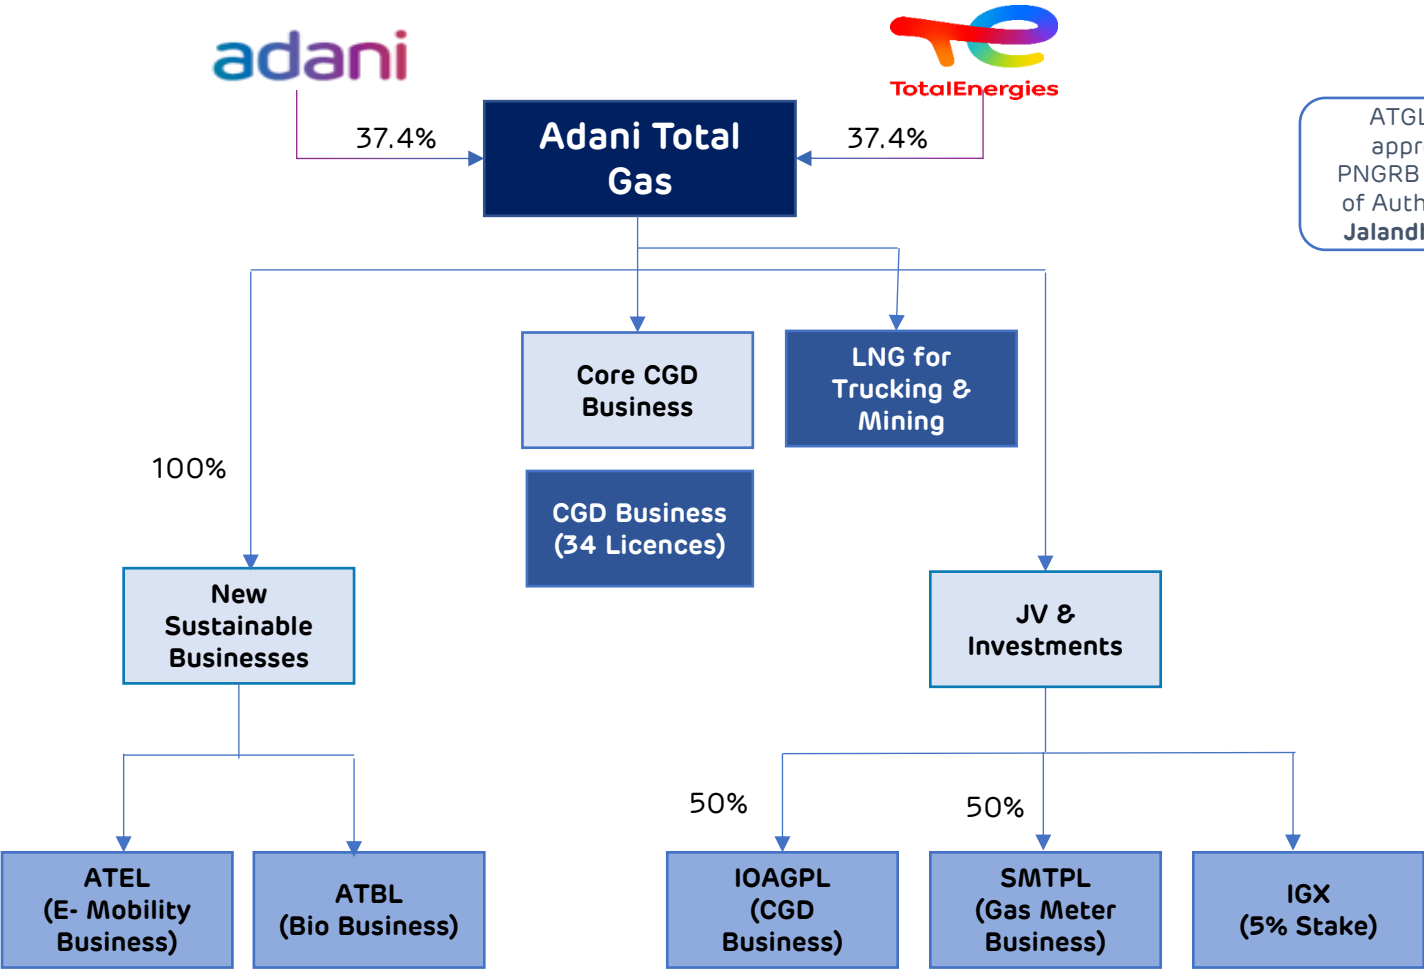 adani
TotalEnergies
37.4%
Adani Total
Gas
37.4%
ATGL
PNGRB
of
Core CGD
Business
LNG for
Trucking &
Mining
100%
CGD Business
(34 Licences)
New
Sustainable
Businesses
JV &
Investments
50%
50%
ATEL
(E- Mobility
Business)
ATBL
(Bio Business)
IOAGPL
(CGD
Business)
SMTPL
(Gas Meter
Business)
IGX
(5% Stake)